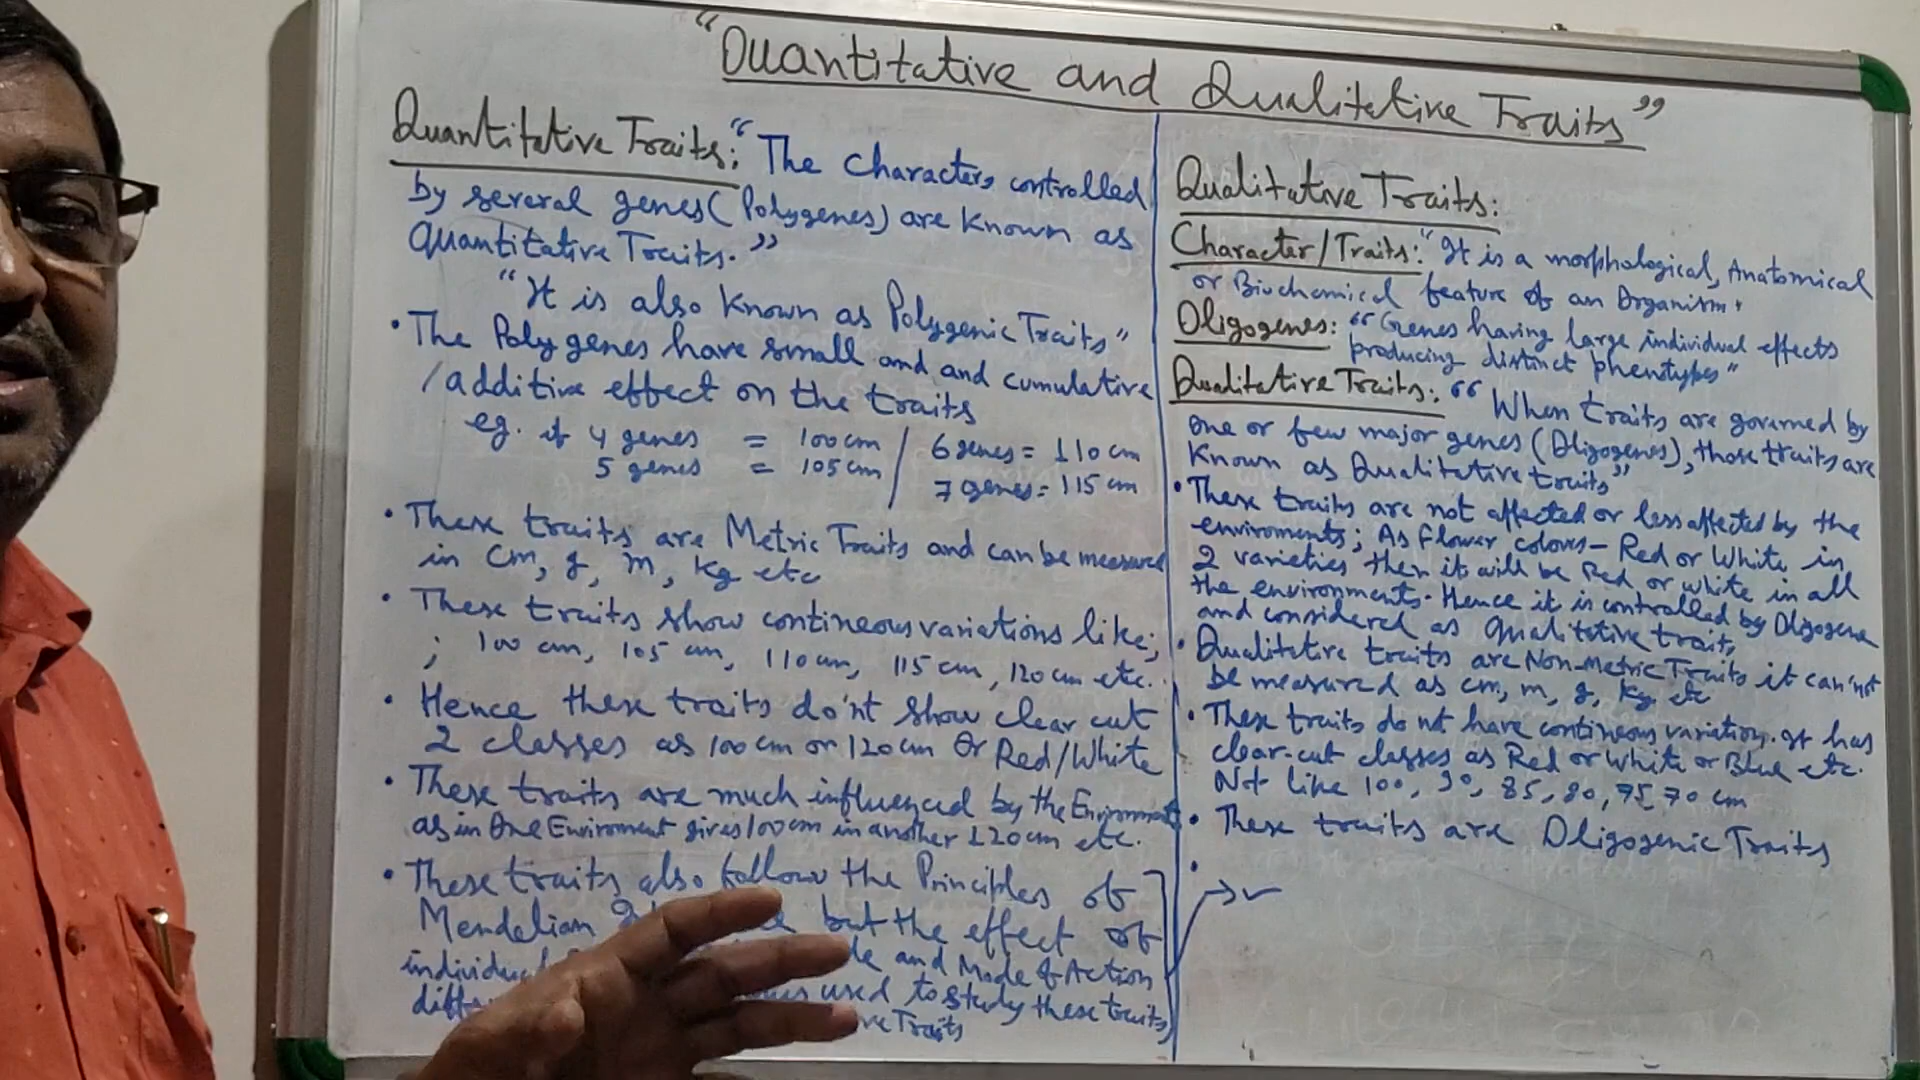 "Quantitative and Qualitative Traits"
Quantitative Traits: "The Characters controlled
by several genes (Polygenes) are known as
Quantitative Traits."
"It is also known as Polygenic Traits"
• The Polygenes have small and and cumulative
/additive effect on the traits
eg. if 4 genes = 100 cm / 6 genes = 110 cm
5 genes = 105 cm / 7 genes = 115 cm
• These traits are Metric Traits and can be measured
in cm, g, m, kg etc
• These traits show contineous variations like;
; 100 cm, 105 cm, 110 cm, 115 cm, 120 cm etc.
• Hence these traits do'nt show clear cut
2 classes as 100 cm or 120 cm or Red/White
• These traits are much influenced by the Environment
as in one Enviroment gives 100 cm in another 120 cm etc.
• These traits also follow the Principles of
Mendelian but the effect of
individual and Mode of Action
used to study these traits
Traits
Qualitative Traits:
Character/Traits: "It is a morphological, Anatomical
or Biochemical feature of an Organism.
Oligogenes: "Genes having large individual effects
producing distinct phenotypes"
Qualitative Traits: "When traits are governed by
one or few major genes (Oligogenes), those traits are
known as Qualitative traits"
• These traits are not affected or less affected by the
enviroments; As flower colour - Red or White in
2 varieties then it will be Red or white in all
the environments. Hence it is controlled by Oligogene
and considered as qualitative traits
• Qualitative traits are Non-Metric Traits it can'not
be measured as cm, m, g, kg etc
• These traits do not have contineous variation. It has
clear-cut classes as Red or White or Blue etc.
Not like 100, 90, 85, 80, 75, 70 cm
• These traits are Oligogenic Traits